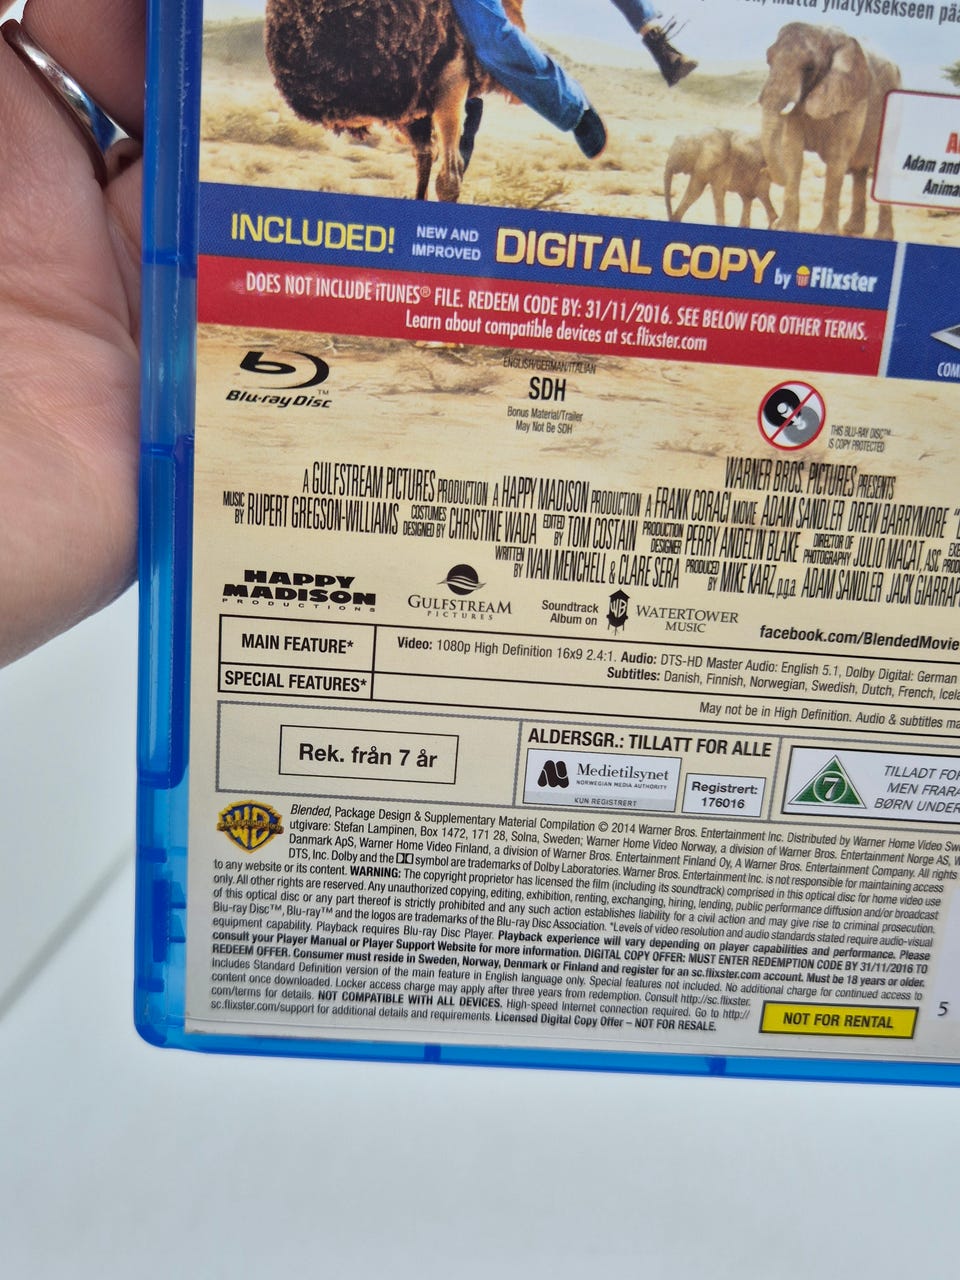 mutta yllätyksekseen
Adam and
Anima
INCLUDED! NEW AND IMPROVED DIGITAL COPY by Flixster
DOES NOT INCLUDE iTUNES® FILE. REDEEM CODE BY: 31/11/2016. SEE BELOW FOR OTHER TERMS.
Learn about compatible devices at sc.flixster.com
COM
Blu-ray Disc™
ENGLISH/GERMAN/ITALIAN
SDH
Bonus Material/Trailer
May Not Be SDH
THIS BLU-RAY DISC™
IS COPY PROTECTED
WARNER BROS. PICTURES PRESENTS
A GULFSTREAM PICTURES PRODUCTION A HAPPY MADISON PRODUCTION A FRANK CORACI MOVIE ADAM SANDLER DREW BARRYMORE
MUSIC BY RUPERT GREGSON-WILLIAMS COSTUMES DESIGNED BY CHRISTINE WADA EDITED BY TOM COSTAIN PRODUCTION DESIGNER PERRY ANDELIN BLAKE DIRECTOR OF PHOTOGRAPHY JULIO MACAT, ASC
WRITTEN BY IVAN MENCHELL & CLARE SERA PRODUCED BY MIKE KARZ, p.g.a. ADAM SANDLER JACK GIARRAP
HAPPY
MADISON
PRODUCTIONS
GULFSTREAM
PICTURES
Soundtrack
Album on
WB
WATERTOWER
MUSIC
facebook.com/BlendedMovie
MAIN FEATURE*
Video: 1080p High Definition 16x9 2.4:1. Audio: DTS-HD Master Audio: English 5.1, Dolby Digital: German
Subtitles: Danish, Finnish, Norwegian, Swedish, Dutch, French, Icela
SPECIAL FEATURES*
May not be in High Definition. Audio & subtitles ma
Rek. från 7 år
ALDERSGR.: TILLATT FOR ALLE
Medietilsynet
NORWEGIAN MEDIA AUTHORITY
KUN REGISTRERT
Registrert:
176016
7
TILLADT FOR
MEN FRARÅ
BØRN UNDER
WB
Blended, Package Design & Supplementary Material Compilation © 2014 Warner Bros. Entertainment Inc. Distributed by Warner Home Video Sw
utgivare: Stefan Lampinen, Box 1472, 171 28, Solna, Sweden; Warner Home Video Norway, a division of Warner Bros. Entertainment Norge AS, W
Danmark ApS, Warner Home Video Finland, a division of Warner Bros. Entertainment Finland Oy, A Warner Bros. Entertainment Company. All rights
DTS, Inc. Dolby and the symbol are trademarks of Dolby Laboratories. Warner Bros. Entertainment Inc. is not responsible for maintaining access
to any website or its content. WARNING: The copyright proprietor has licensed the film (including its soundtrack) comprised in this optical disc for home video use
only. All other rights are reserved. Any unauthorized copying, editing, exhibition, renting, exchanging, hiring, lending, public performance diffusion and/or broadcast
of this optical disc or any part thereof is strictly prohibited and any such action establishes liability for a civil action and may give rise to criminal prosecution.
Blu-ray Disc™, Blu-ray™ and the logos are trademarks of the Blu-ray Disc Association. *Levels of video resolution and audio standards stated require audio-visual
equipment capability. Playback requires Blu-ray Disc Player. Playback experience will vary depending on player capabilities and performance. Please
consult your Player Manual or Player Support Website for more information. DIGITAL COPY OFFER: MUST ENTER REDEMPTION CODE BY 31/11/2016 TO
REDEEM OFFER. Consumer must reside in Sweden, Norway, Denmark or Finland and register for an sc.flixster.com account. Must be 18 years or older.
Includes Standard Definition version of the main feature in English language only. Special features not included. No additional charge for continued access to
content once downloaded. Locker access charge may apply after three years from redemption. Consult http://sc.flixster.
com/terms for details. NOT COMPATIBLE WITH ALL DEVICES. High-speed Internet connection required. Go to http://
sc.flixster.com/support for additional details and requirements. Licensed Digital Copy Offer – NOT FOR RESALE.
NOT FOR RENTAL
5